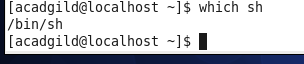 [acadgild@localhost ~]$ which sh
/bin/sh
[acadgild@localhost ~]$